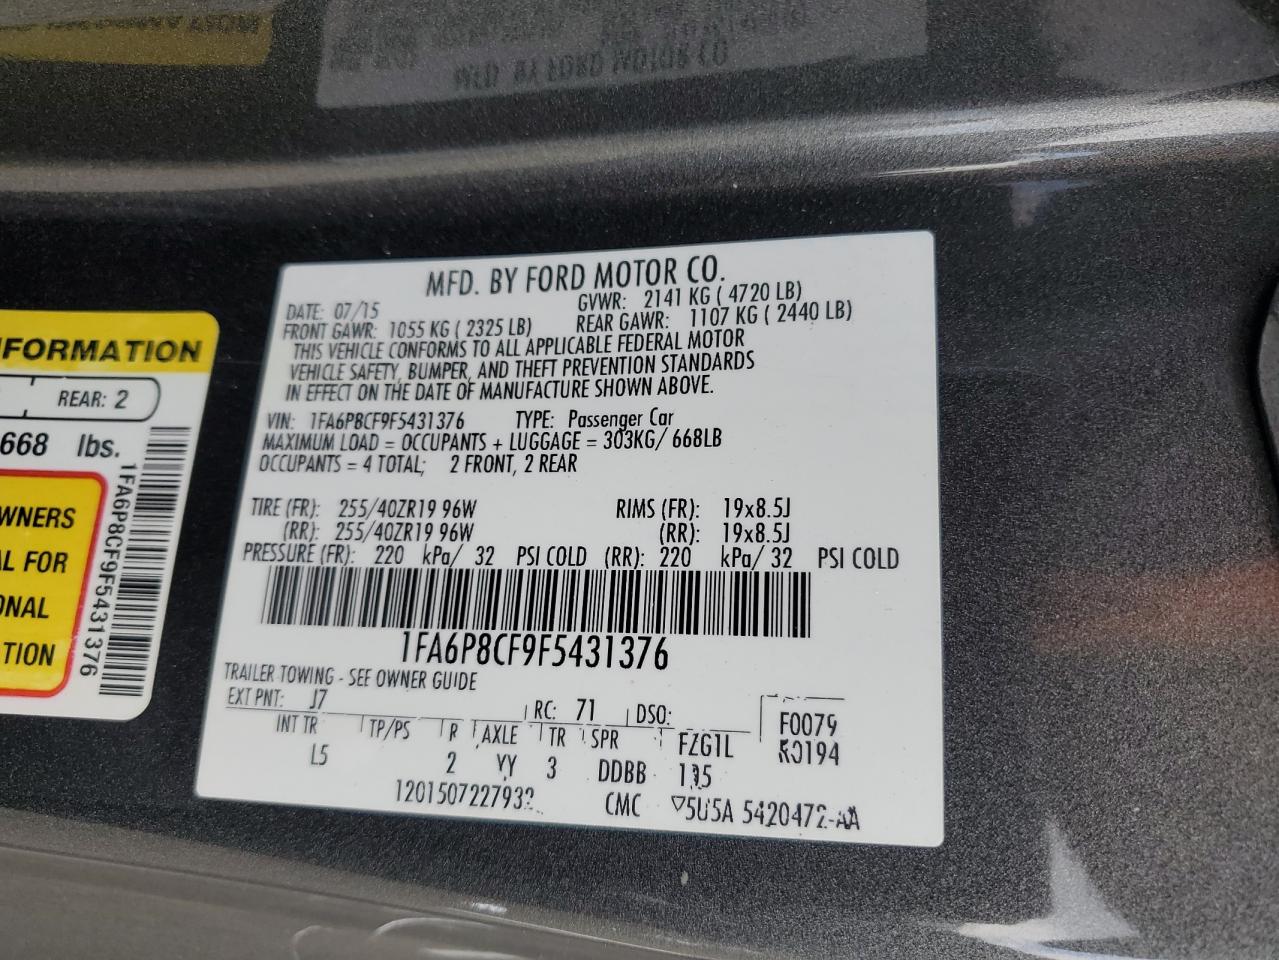 MFD. BY FORD MOTOR CO.
DATE: 07/15 GVWR: 2141 KG ( 4720 LB)
FRONT GAWR: 1055 KG ( 2325 LB) REAR GAWR: 1107 KG ( 2440 LB)
THIS VEHICLE CONFORMS TO ALL APPLICABLE FEDERAL MOTOR
VEHICLE SAFETY, BUMPER, AND THEFT PREVENTION STANDARDS
IN EFFECT ON THE DATE OF MANUFACTURE SHOWN ABOVE.
VIN: 1FA6P8CF9F5431376 TYPE: Passenger Car
MAXIMUM LOAD = OCCUPANTS + LUGGAGE = 303KG/ 668LB
OCCUPANTS = 4 TOTAL; 2 FRONT, 2 REAR
TIRE (FR): 255/40ZR19 96W RIMS (FR): 19x8.5J
(RR): 255/40ZR19 96W (RR): 19x8.5J
PRESSURE (FR): 220 kPa/ 32 PSI COLD (RR): 220 kPa/ 32 PSI COLD
1FA6P8CF9F5431376
TRAILER TOWING - SEE OWNER GUIDE
EXT PNT: J7 RC: 71 DSO: F0079
INT TR TP/PS R AXLE TR SPR FZG1L R0194
L5 2 YY 3 DDBB
120150722793 CMC 5U5A 5420472-AA
FORMATION
REAR: 2
668 lbs.
WNERS
L FOR
ONAL
TION
1FA6P8CF9F5431376
MFD. BY FORD MOTOR CO